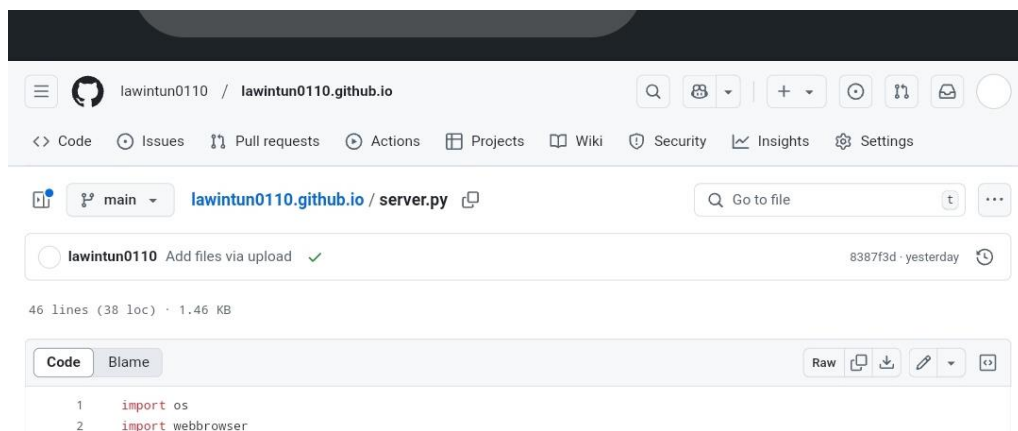 lawintun0110 / lawintun0110.github.io
Code Issues Pull requests Actions Projects Wiki Security Insights Settings
main lawintun0110.github.io / server.py Go to file t
lawintun0110 Add files via upload 8387f3d · yesterday
46 lines (38 loc) · 1.46 KB
Code Blame Raw
1 import os
2 import webbrowser